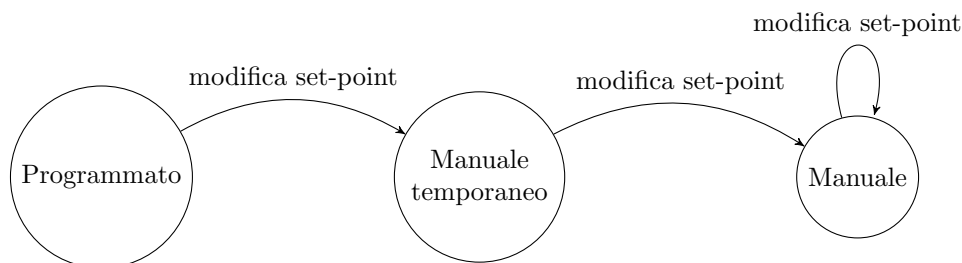 modifica set-point
modifica set-point
modifica set-point
Programmato
Manuale
temporaneo
Manuale